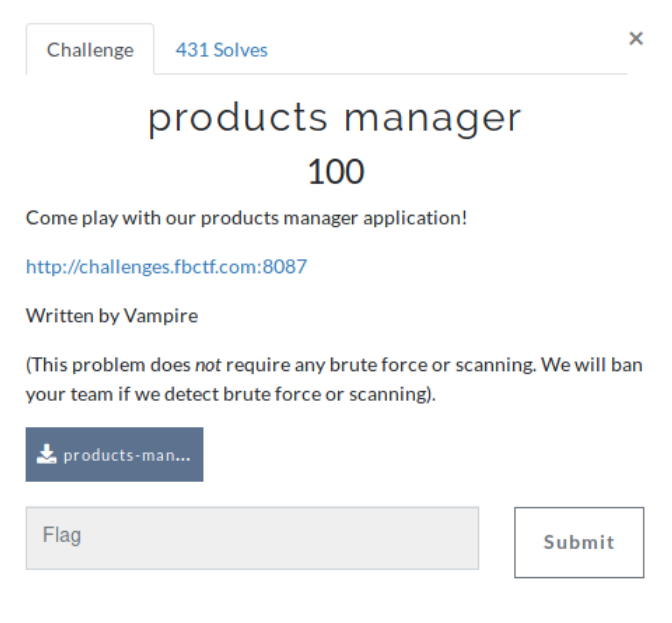 Challenge
431 Solves
×
products manager
100
Come play with our products manager application!
http://challenges.fbctf.com:8087
Written by Vampire
(This problem does not require any brute force or scanning. We will ban
your team if we detect brute force or scanning).
products-man...
Flag
Submit